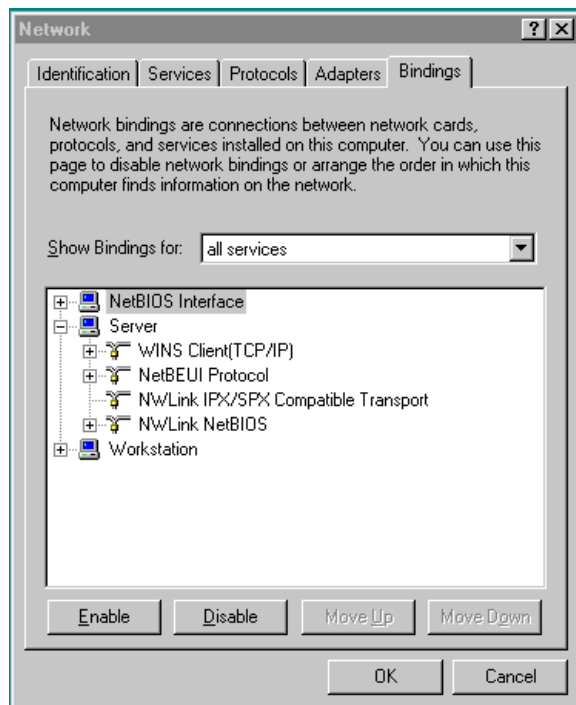 Network
Identification Services Protocols Adapters Bindings
Network bindings are connections between network cards,
protocols, and services installed on this computer. You can use this
page to disable network bindings or arrange the order in which this
computer finds information on the network.
Show Bindings for: all services
NetBIOS Interface
Server
WINS Client(TCP/IP)
NetBEUI Protocol
NWLink IPX/SPX Compatible Transport
NWLink NetBIOS
Workstation
Enable Disable Move Up Move Down
OK Cancel